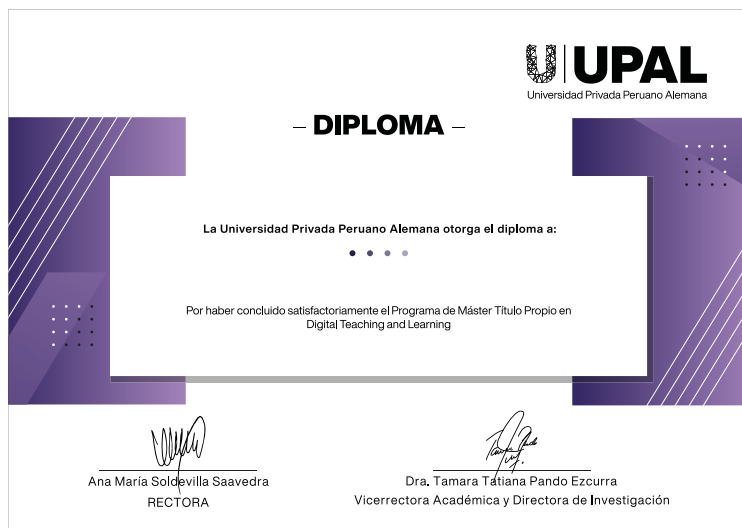 UPAL
Universidad Privada Peruano Alemana
– DIPLOMA –
La Universidad Privada Peruano Alemana otorga el diploma a:
Por haber concluido satisfactoriamente el Programa de Máster Título Propio en
Digital Teaching and Learning
Ana María Soldevilla Saavedra
RECTORA
Dra. Tamara Tatiana Pando Ezcurra
Vicerrectora Académica y Directora de Investigación